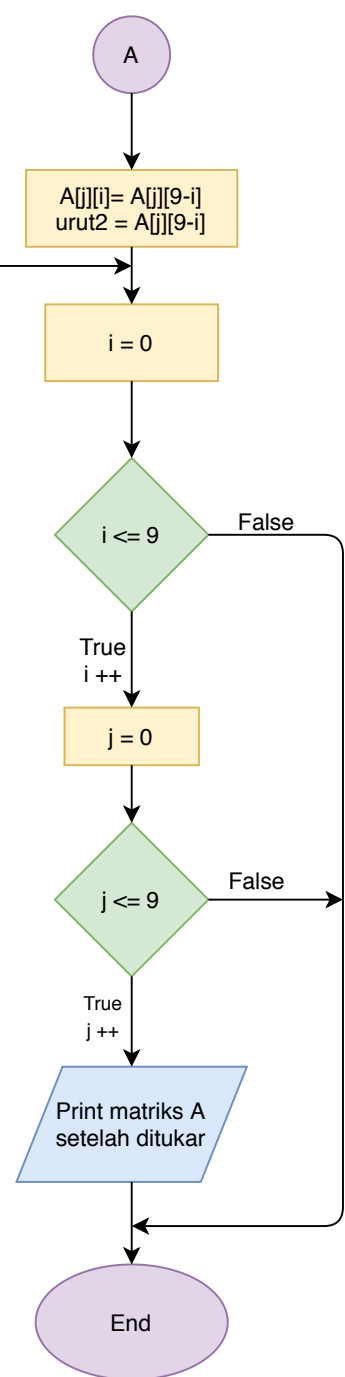 A
A[j][i]= A[j][9-i]
urut2 = A[j][9-i]
i = 0
i <= 9
False
True
i ++
j = 0
j <= 9
False
True
j ++
Print matriks A
setelah ditukar
End